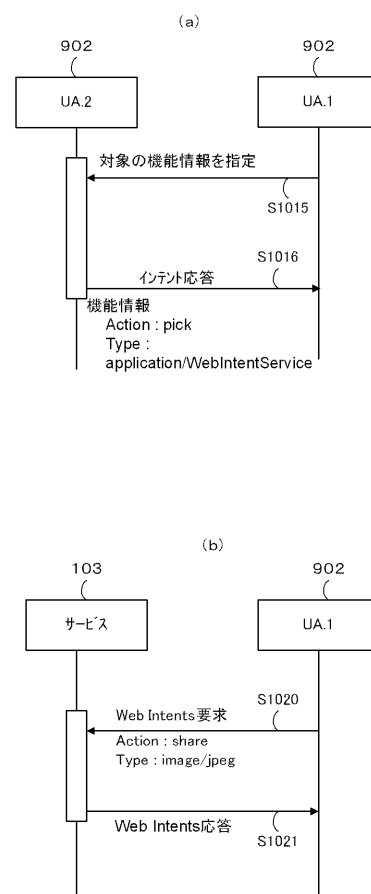 (a)
902
902
UA.2
UA.1
対象の機能情報を指定
S1015
S1016
インテント応答
機能情報
Action : pick
Type :
application/WebIntentService
(b)
103
902
サービス
UA.1
S1020
Web Intents要求
Action : share
Type : image/jpeg
Web Intents応答
S1021